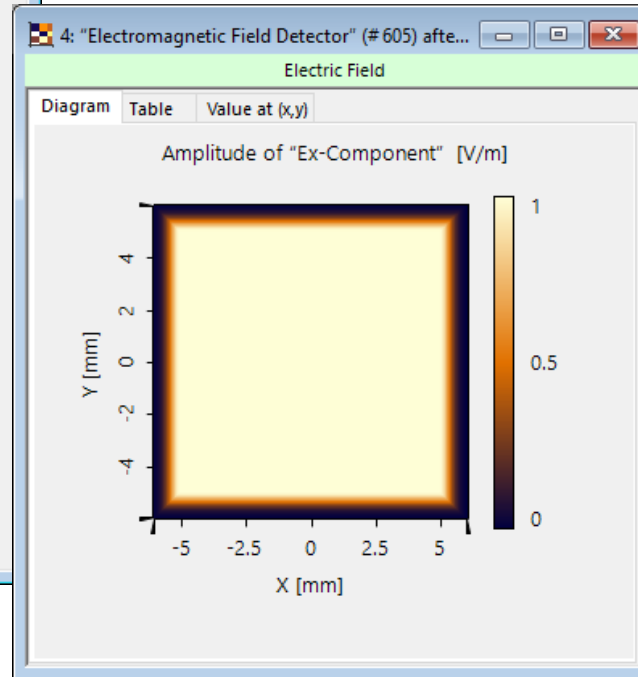 4: "Electromagnetic Field Detector" (# 605) afte...
Electric Field
Diagram Table Value at (x,y)
Amplitude of "Ex-Component" [V/m]
1
0.5
0
Y [mm]
4
2
0
-2
-4
-5 -2.5 0 2.5 5
X [mm]